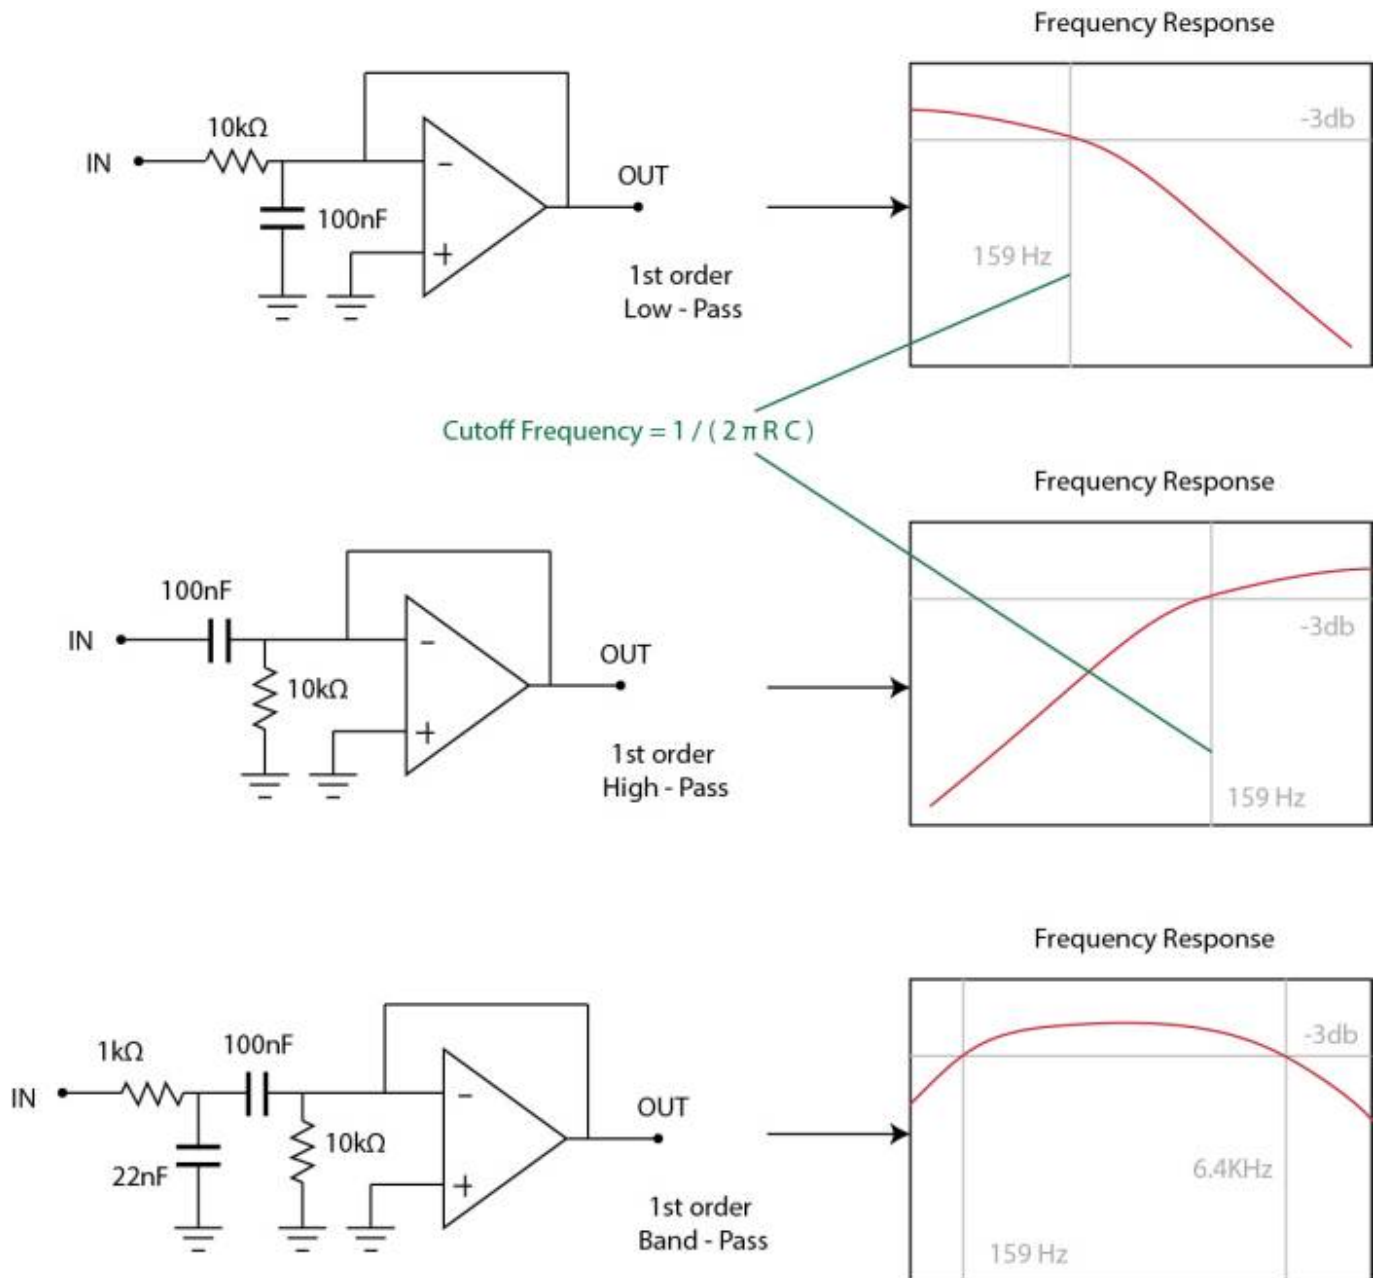 Frequency Response
10kΩ
IN
100nF
OUT
1st order
Low - Pass
-3db
159 Hz
Cutoff Frequency = 1 / ( 2 π R C )
Frequency Response
100nF
IN
10kΩ
OUT
1st order
High - Pass
-3db
159 Hz
Frequency Response
1kΩ
100nF
IN
22nF
10kΩ
OUT
1st order
Band - Pass
-3db
6.4KHz
159 Hz